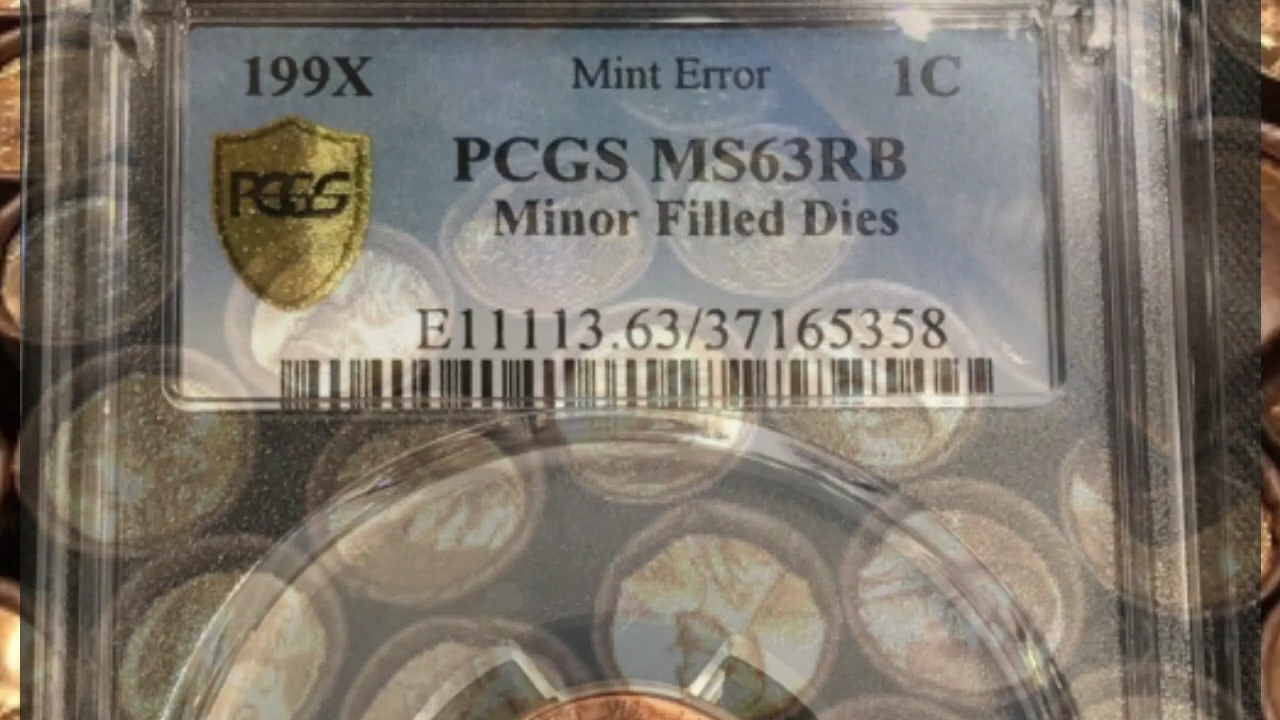 199X Mint Error 1C
PCGS MS63RB
PCGS
Minor Filled Dies
E11113.63/37165358